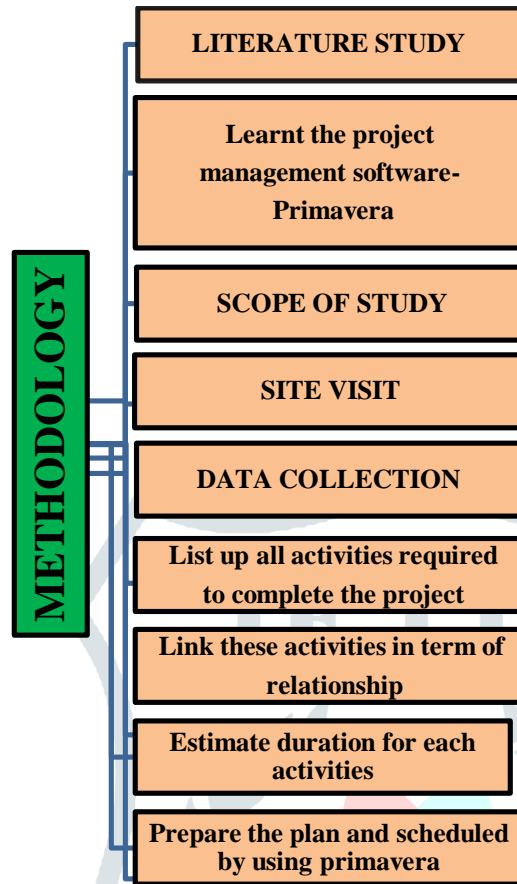 METHODOLOGY
LITERATURE STUDY
Learnt the project
management software-
Primavera
SCOPE OF STUDY
SITE VISIT
DATA COLLECTION
List up all activities required
to complete the project
Link these activities in term of
relationship
Estimate duration for each
activities
Prepare the plan and scheduled
by using primavera